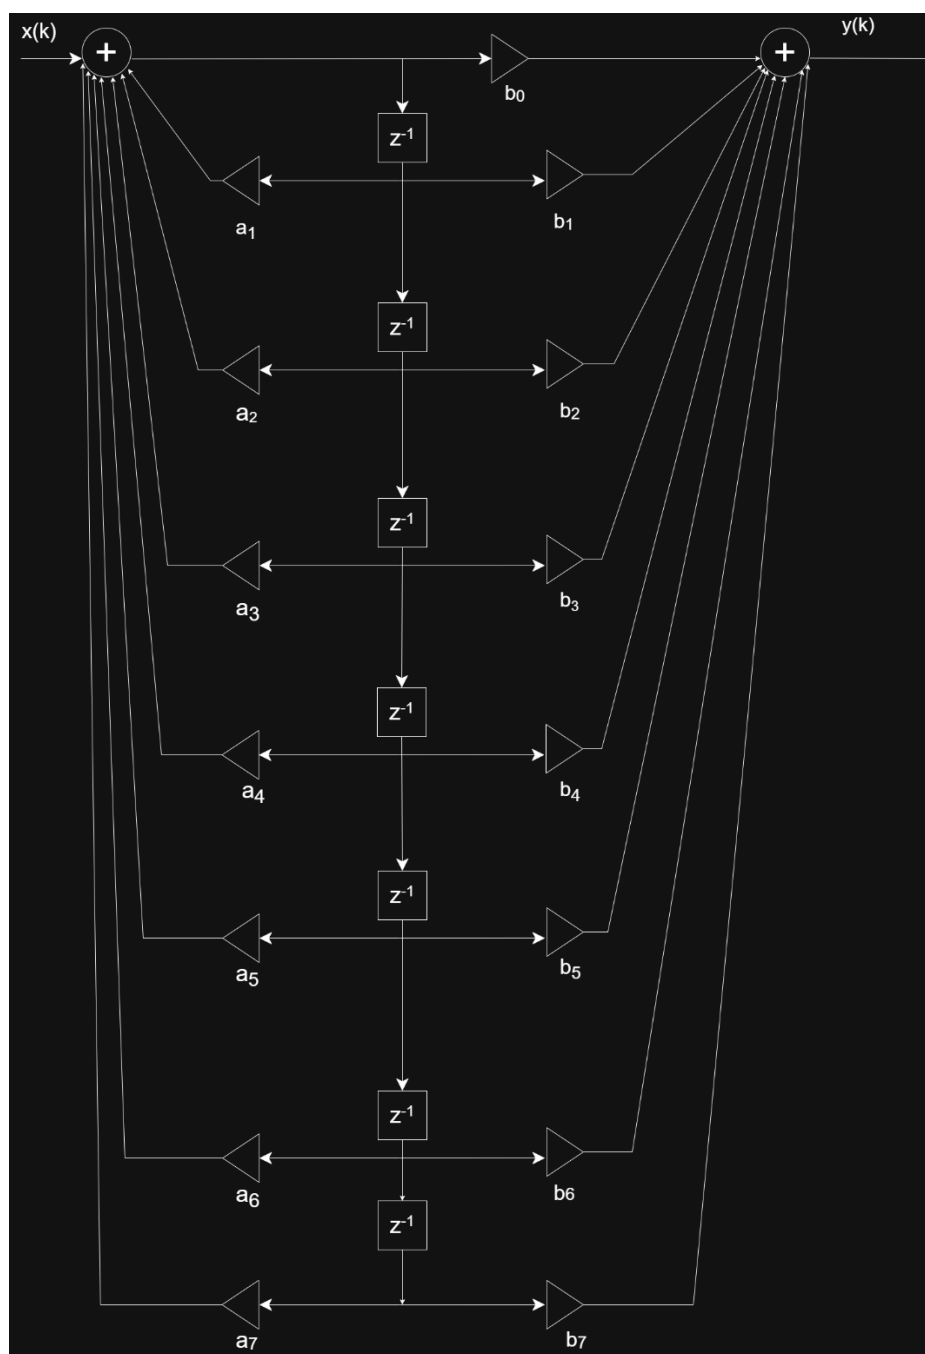 x(k)
+
+
y(k)
b₀
z⁻¹
a₁
b₁
z⁻¹
a₂
b₂
z⁻¹
a₃
b₃
z⁻¹
a₄
b₄
z⁻¹
a₅
b₅
z⁻¹
a₆
b₆
z⁻¹
a₇
b₇